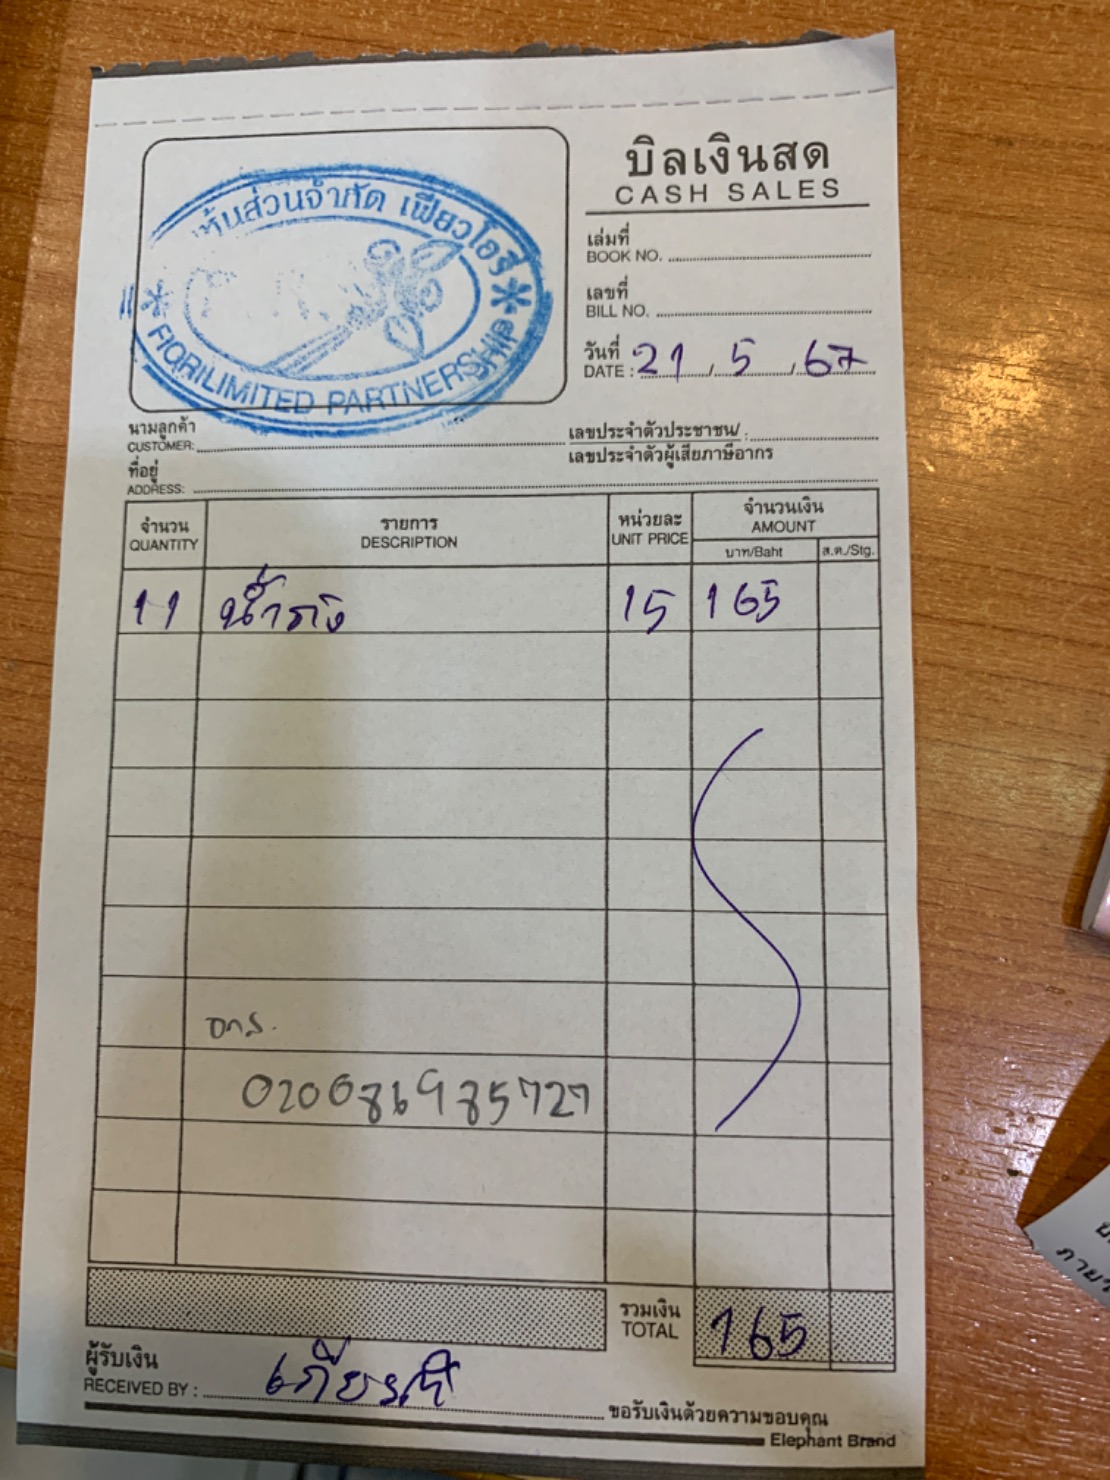 หุ้นส่วนจำกัด เฟียวโอรี่
FIORI LIMITED PARTNERSHIP
บิลเงินสด
CASH SALES
เล่มที่
BOOK NO.
เลขที่
BILL NO.
วันที่
DATE : 21 / 5 / 67
นามลูกค้า
CUSTOMER:
เลขประจำตัวประชาชน/ :
เลขประจำตัวผู้เสียภาษีอากร
ที่อยู่
ADDRESS:
จำนวน รายการ หน่วยละ จำนวนเงิน
QUANTITY DESCRIPTION UNIT PRICE AMOUNT
บาท/Baht ส.ต./Stg.
11 น้ำถัง 15 165
ธกส.
020086985727
รวมเงิน
TOTAL 165
ผู้รับเงิน
RECEIVED BY :
ขอรับเงินด้วยความขอบคุณ
Elephant Brand